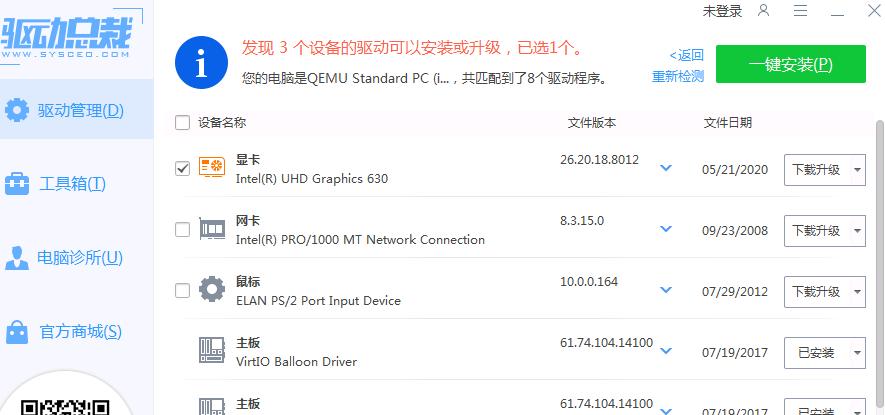 未登录
驱动总裁
WWW.SYSCEO.COM
驱动管理(D)
工具箱(T)
电脑诊所(U)
官方商城(S)
发现 3 个设备的驱动可以安装或升级，已选1个。
您的电脑是QEMU Standard PC (i...，共匹配到了8个驱动程序。
<返回
重新检测
一键安装(P)
设备名称 文件版本 文件日期
显卡
Intel(R) UHD Graphics 630
26.20.18.8012 05/21/2020 下载升级
网卡
Intel(R) PRO/1000 MT Network Connection
8.3.15.0 09/23/2008 下载升级
鼠标
ELAN PS/2 Port Input Device
10.0.0.164 07/29/2012 下载升级
主板
VirtIO Balloon Driver
61.74.104.14100 07/19/2017 已安装
主板
61.74.104.14100 07/19/2017 已安装